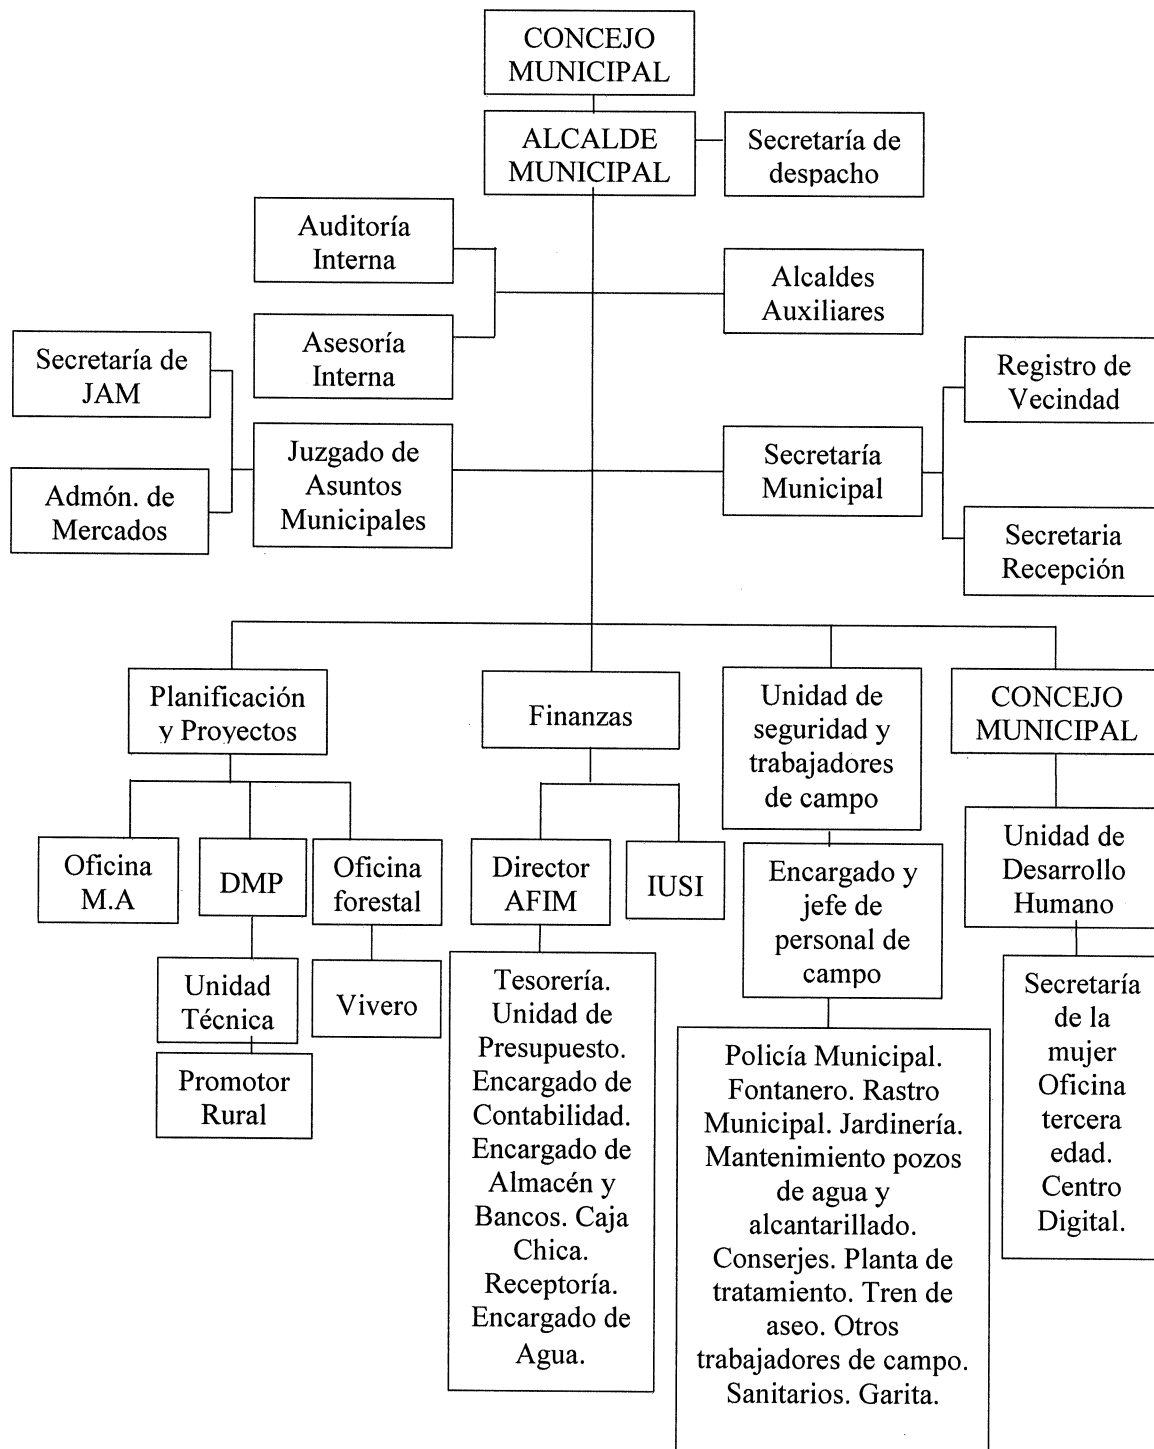 CONCEJO
MUNICIPAL
ALCALDE
MUNICIPAL
Secretaría de
despacho
Auditoría
Interna
Alcaldes
Auxiliares
Asesoría
Interna
Secretaría de
JAM
Registro de
Vecindad
Juzgado de
Asuntos
Municipales
Secretaría
Municipal
Admón. de
Mercados
Secretaria
Recepción
Planificación
y Proyectos
Finanzas
Unidad de
seguridad y
trabajadores
de campo
CONCEJO
MUNICIPAL
Oficina
M.A
DMP
Oficina
forestal
Director
AFIM
IUSI
Encargado y
jefe de
personal de
campo
Unidad de
Desarrollo
Humano
Unidad
Técnica
Vivero
Promotor
Rural
Tesorería.
Unidad de
Presupuesto.
Encargado de
Contabilidad.
Encargado de
Almacén y
Bancos. Caja
Chica.
Receptoría.
Encargado de
Agua.
Policía Municipal.
Fontanero. Rastro
Municipal. Jardinería.
Mantenimiento pozos
de agua y
alcantarillado.
Conserjes. Planta de
tratamiento. Tren de
aseo. Otros
trabajadores de campo.
Sanitarios. Garita.
Secretaría
de la
mujer
Oficina
tercera
edad.
Centro
Digital.